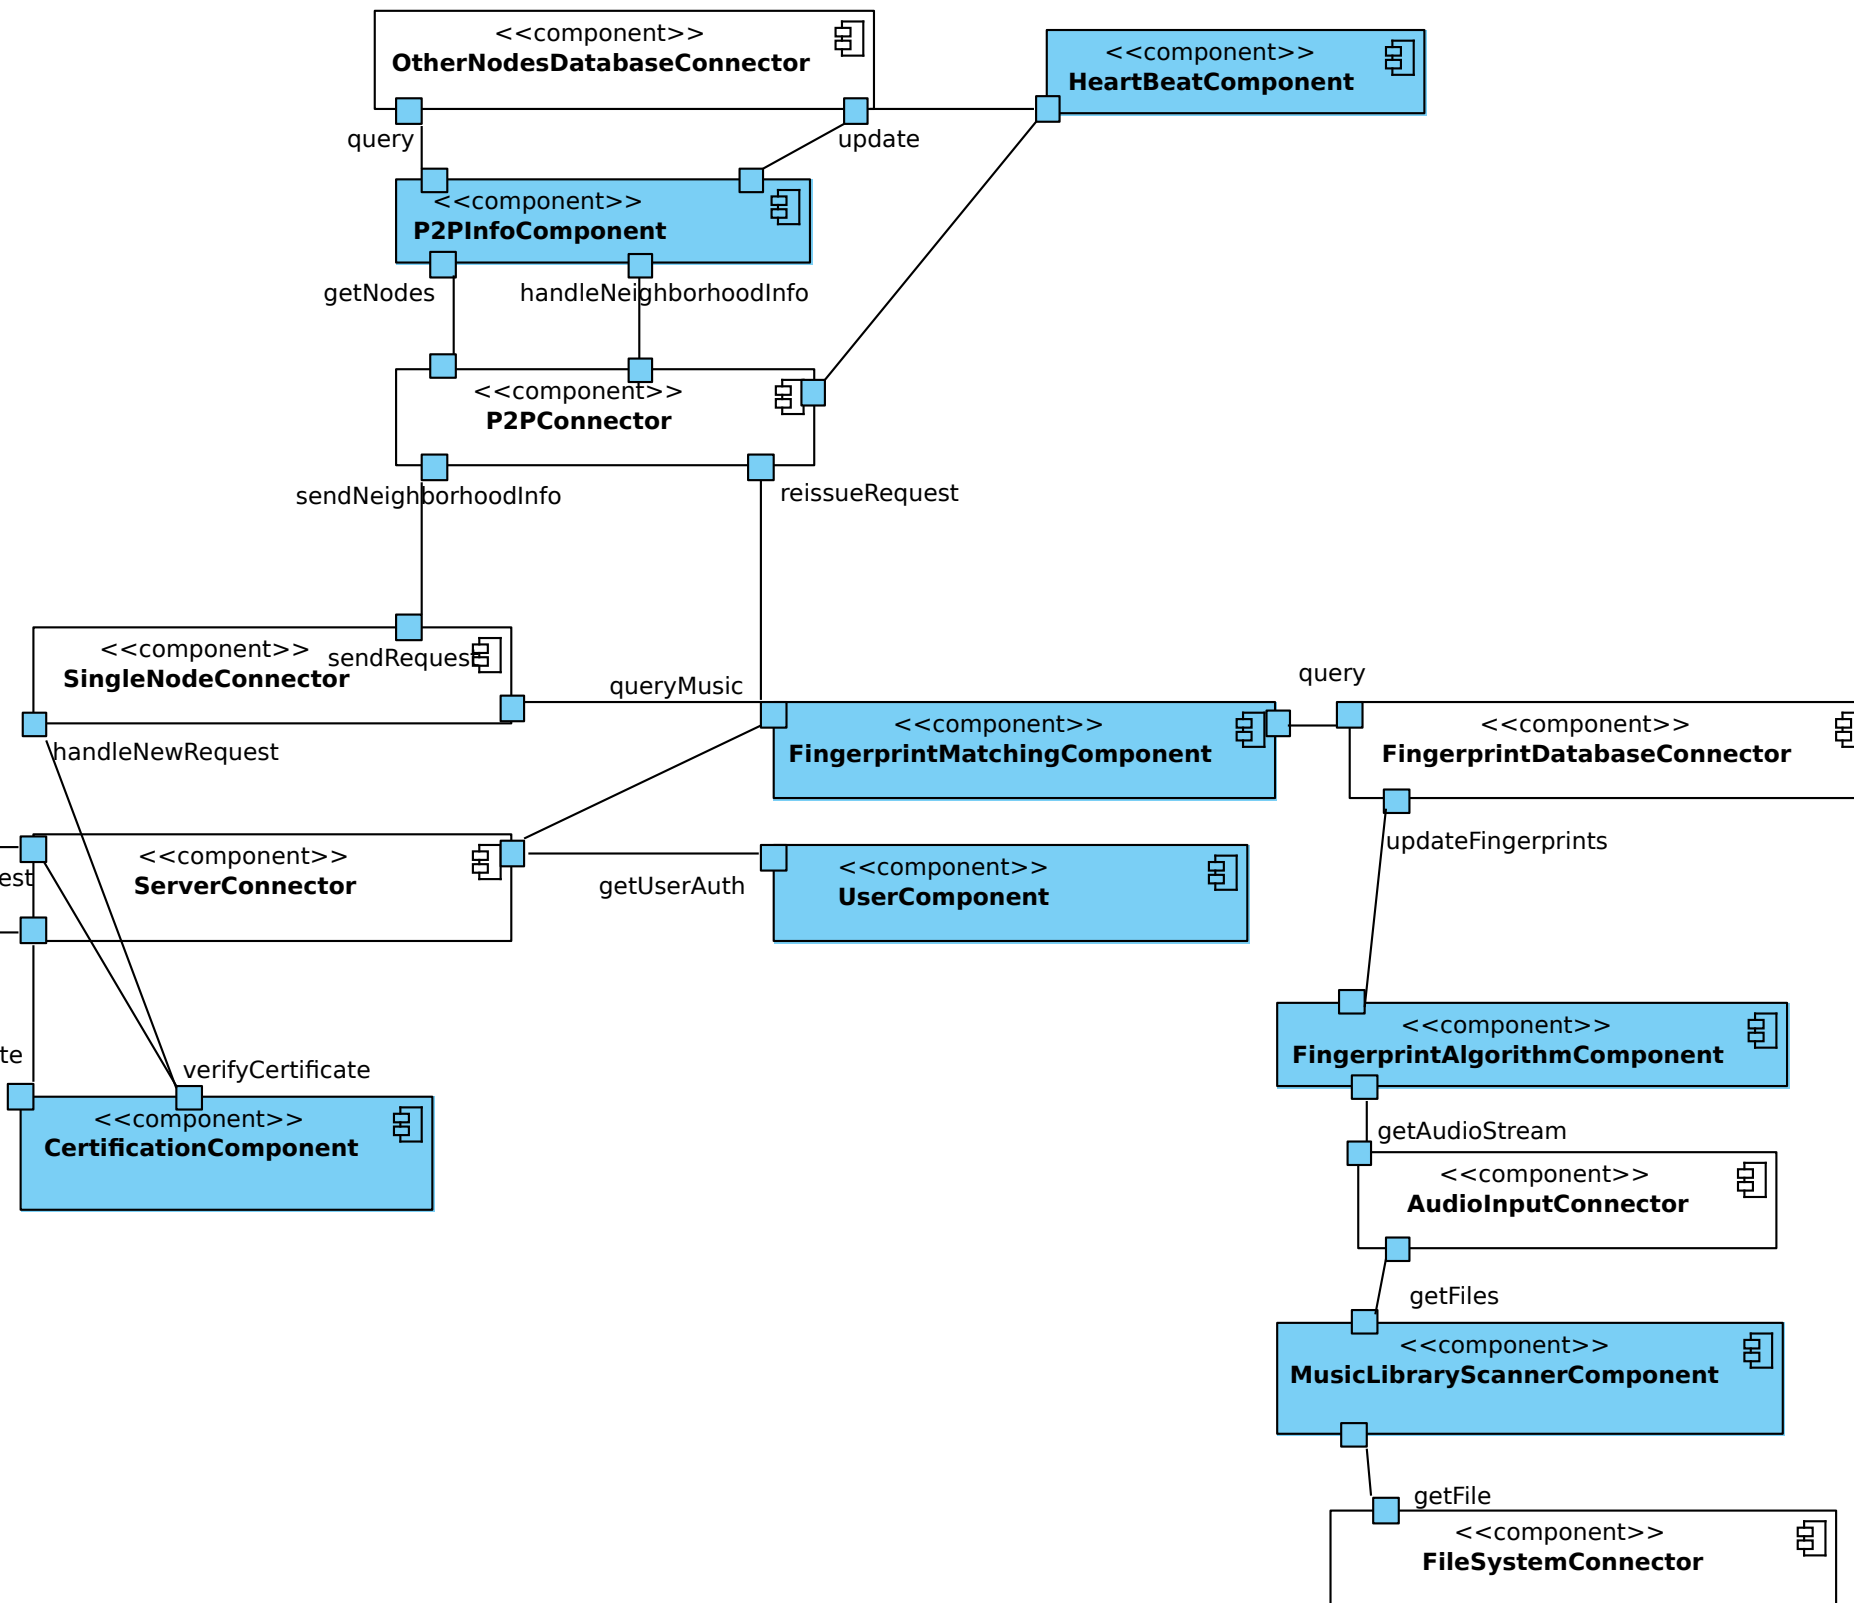 <<component>>
OtherNodesDatabaseConnector
<<component>>
HeartBeatComponent
query
update
<<component>>
P2PInfoComponent
getNodes
handleNeighborhoodInfo
<<component>>
P2PConnector
sendNeighborhoodInfo
reissueRequest
<<component>>
SingleNodeConnector
sendRequest
queryMusic
query
handleNewRequest
<<component>>
FingerprintMatchingComponent
<<component>>
FingerprintDatabaseConnector
updateFingerprints
est
<<component>>
ServerConnector
getUserAuth
<<component>>
UserComponent
te
verifyCertificate
<<component>>
CertificationComponent
<<component>>
FingerprintAlgorithmComponent
getAudioStream
<<component>>
AudioInputConnector
getFiles
<<component>>
MusicLibraryScannerComponent
getFile
<<component>>
FileSystemConnector